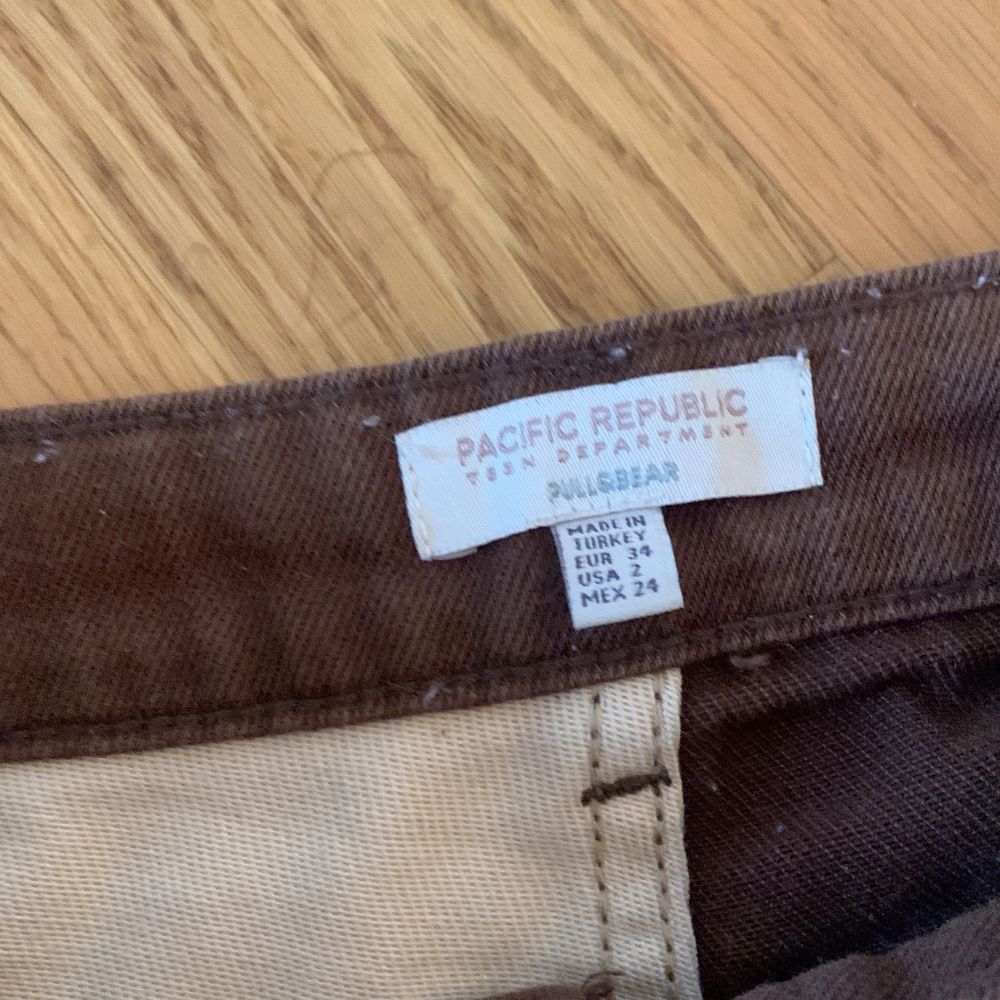 PACIFIC REPUBLIC
TEEN DEPARTMENT
PULL&BEAR
MADE IN
TURKEY
EUR 34
USA 2
MEX 24